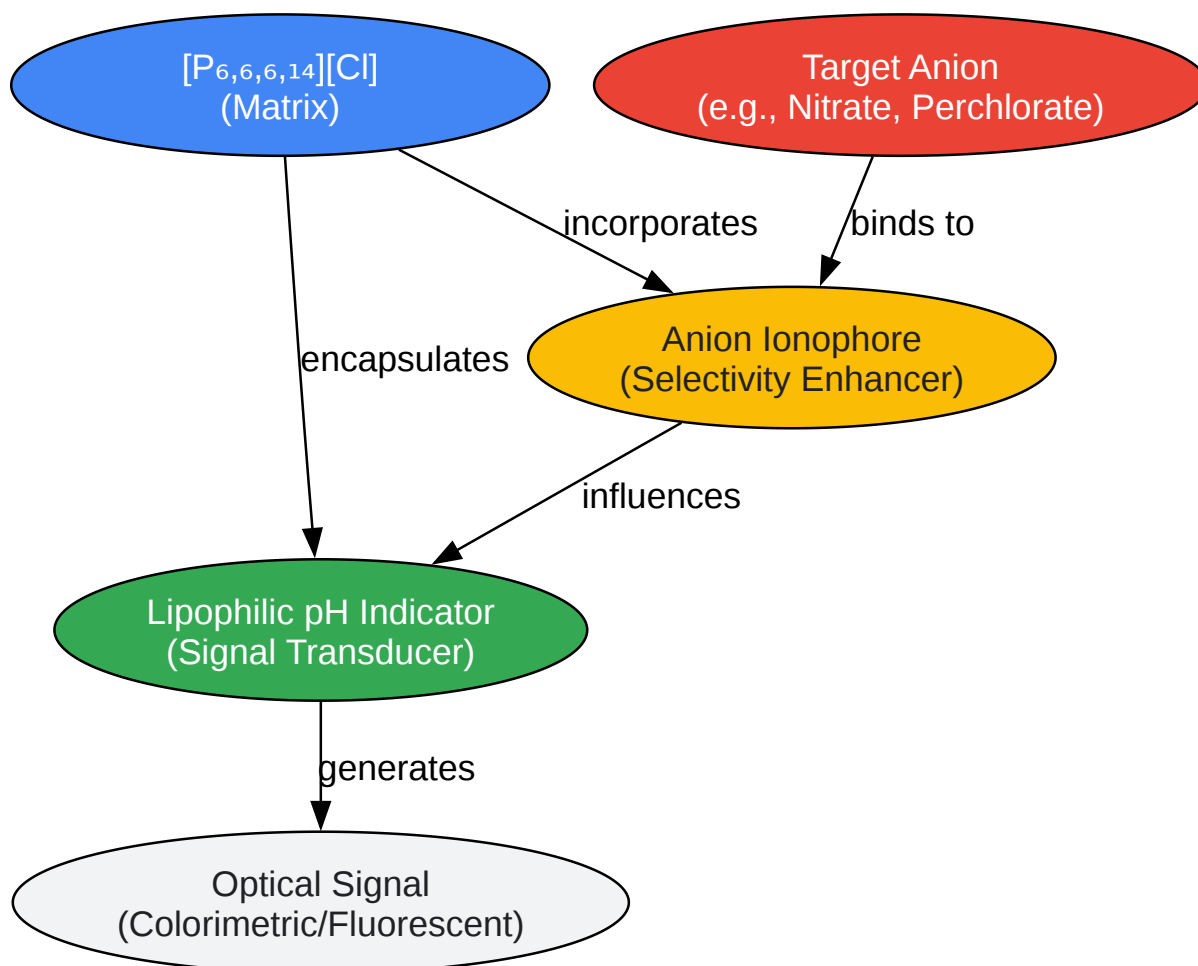 [P₆,₆,₆,₁₄][Cl]
(Matrix)
Target Anion
(e.g., Nitrate, Perchlorate)
incorporates
binds to
encapsulates
Anion Ionophore
(Selectivity Enhancer)
influences
Lipophilic pH Indicator
(Signal Transducer)
generates
Optical Signal
(Colorimetric/Fluorescent)